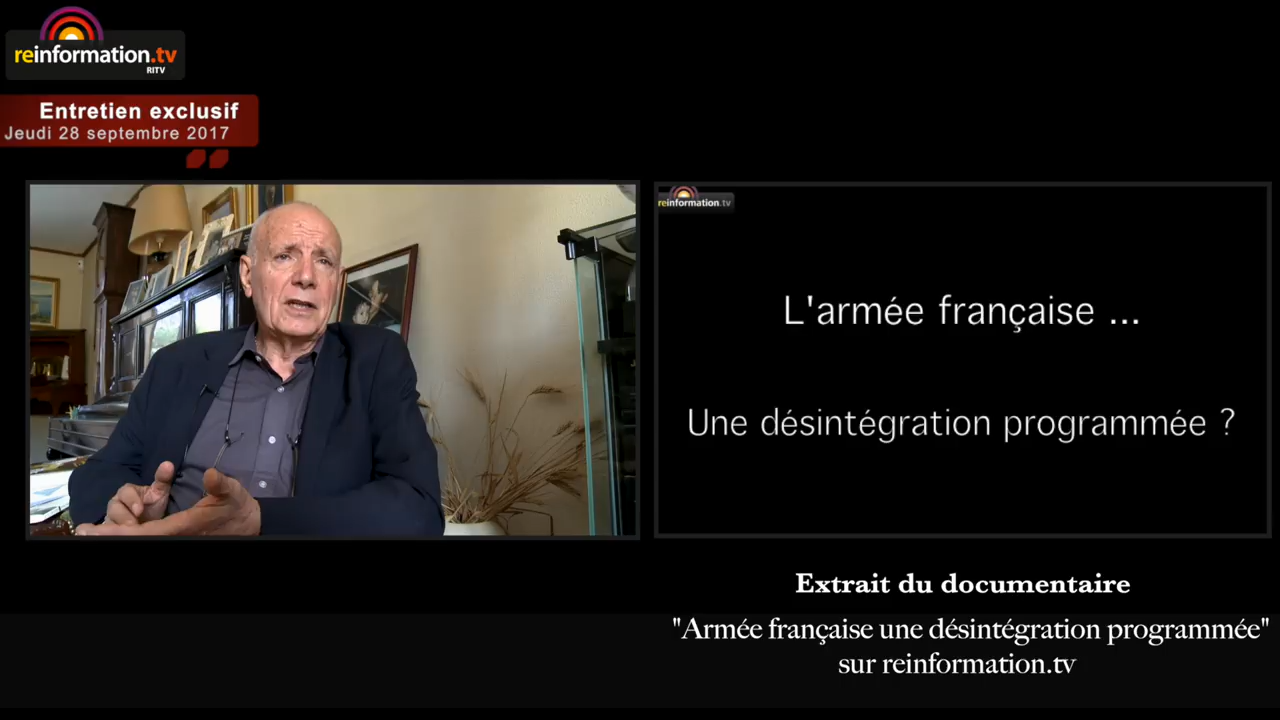 reinformation.tv
RITV
Entretien exclusif
Jeudi 28 septembre 2017
reinformation.tv
L'armée française ...
Une désintégration programmée ?
Extrait du documentaire
"Armée française une désintégration programmée"
sur reinformation.tv